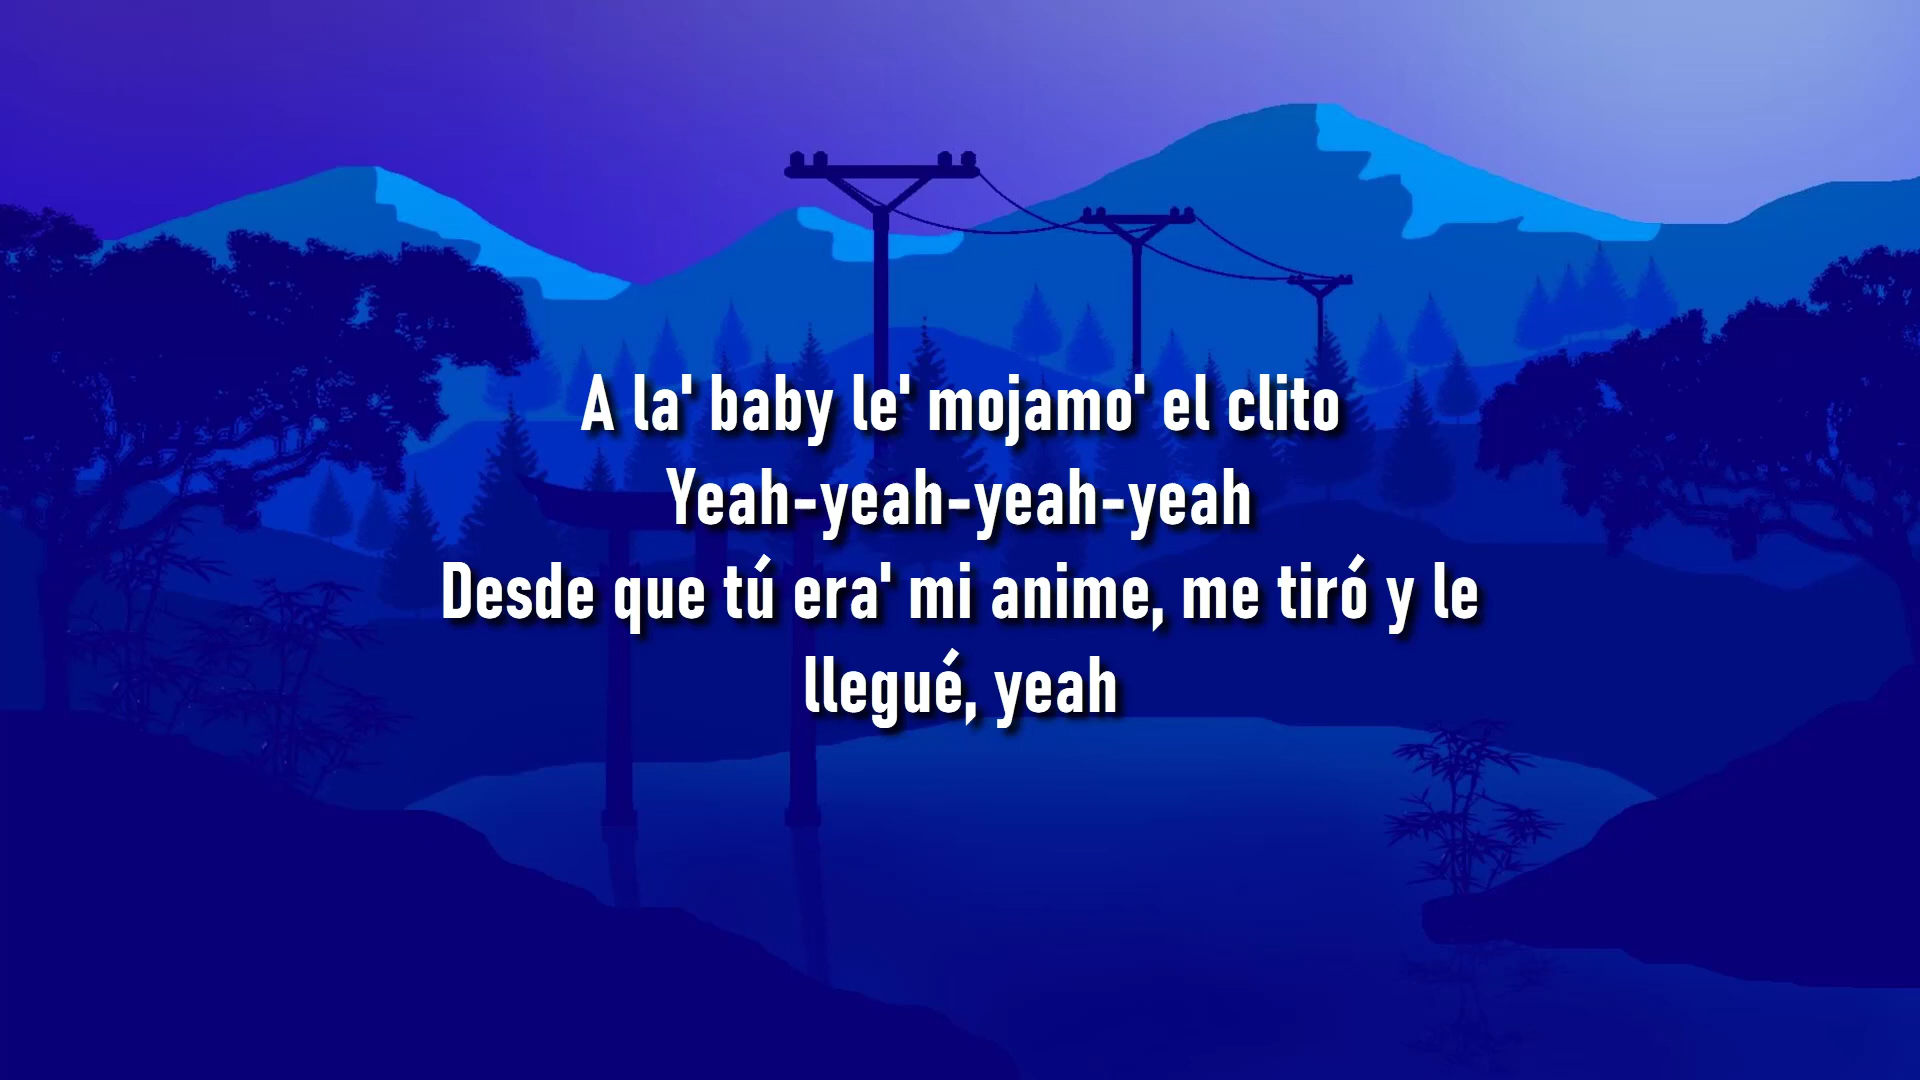 A la' baby le' mojamo' el clito
Yeah-yeah-yeah-yeah
Desde que tú era' mi anime, me tiró y le
llegué, yeah